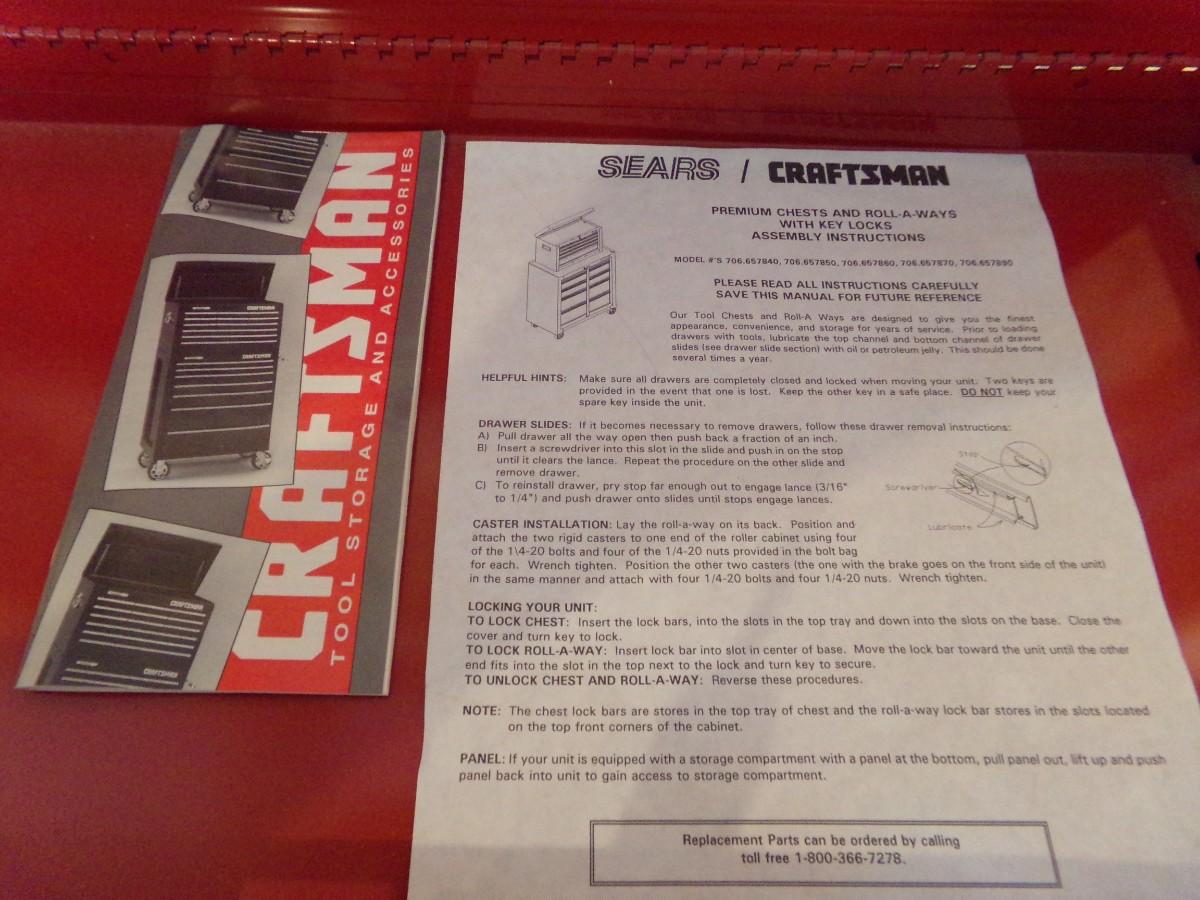 CRAFTSMAN
TOOL STORAGE AND ACCESSORIES
CRAFTSMAN
CRAFTSMAN
CRAFTSMAN
CRAFTSMAN
SEARS / CRAFTSMAN
PREMIUM CHESTS AND ROLL-A-WAYS
WITH KEY LOCKS
ASSEMBLY INSTRUCTIONS
MODEL #'S 706.657840, 706.657850, 706.657860, 706.657870, 706.657890
PLEASE READ ALL INSTRUCTIONS CAREFULLY
SAVE THIS MANUAL FOR FUTURE REFERENCE
Our Tool Chests and Roll-A Ways are designed to give you the finest
appearance, convenience, and storage for years of service. Prior to loading
drawers with tools, lubricate the top channel and bottom channel of drawer
slides (see drawer slide section) with oil or petroleum jelly. This should be done
several times a year.
HELPFUL HINTS: Make sure all drawers are completely closed and locked when moving your unit. Two keys are
provided in the event that one is lost. Keep the other key in a safe place. DO NOT keep your
spare key inside the unit.
DRAWER SLIDES: If it becomes necessary to remove drawers, follow these drawer removal instructions:
A) Pull drawer all the way open then push back a fraction of an inch.
B) Insert a screwdriver into this slot in the slide and push in on the stop
until it clears the lance. Repeat the procedure on the other slide and
remove drawer.
C) To reinstall drawer, pry stop far enough out to engage lance (3/16"
to 1/4") and push drawer onto slides until stops engage lances.
Stop
Screwdriver
Lubricate
CASTER INSTALLATION: Lay the roll-a-way on its back. Position and
attach the two rigid casters to one end of the roller cabinet using four
of the 1\4-20 bolts and four of the 1/4-20 nuts provided in the bolt bag
for each. Wrench tighten. Position the other two casters (the one with the brake goes on the front side of the unit)
in the same manner and attach with four 1/4-20 bolts and four 1/4-20 nuts. Wrench tighten.
LOCKING YOUR UNIT:
TO LOCK CHEST: Insert the lock bars, into the slots in the top tray and down into the slots on the base. Close the
cover and turn key to lock.
TO LOCK ROLL-A-WAY: Insert lock bar into slot in center of base. Move the lock bar toward the unit until the other
end fits into the slot in the top next to the lock and turn key to secure.
TO UNLOCK CHEST AND ROLL-A-WAY: Reverse these procedures.
NOTE: The chest lock bars are stores in the top tray of chest and the roll-a-way lock bar stores in the slots located
on the top front corners of the cabinet.
PANEL: If your unit is equipped with a storage compartment with a panel at the bottom, pull panel out, lift up and push
panel back into unit to gain access to storage compartment.
Replacement Parts can be ordered by calling
toll free 1-800-366-7278.